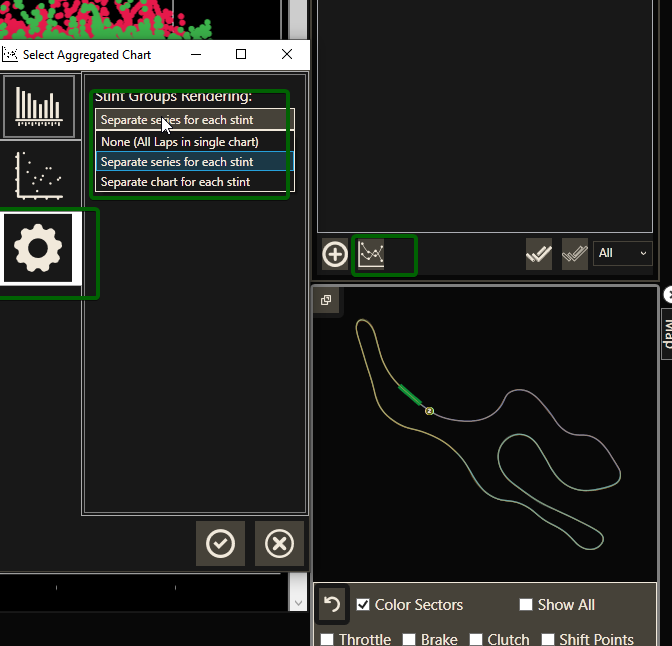 Select Aggregated Chart
Stint Groups Rendering:
Separate series for each stint
None (All Laps in single chart)
Separate series for each stint
Separate chart for each stint
All
2
Map
Color Sectors
Show All
Throttle
Brake
Clutch
Shift Points